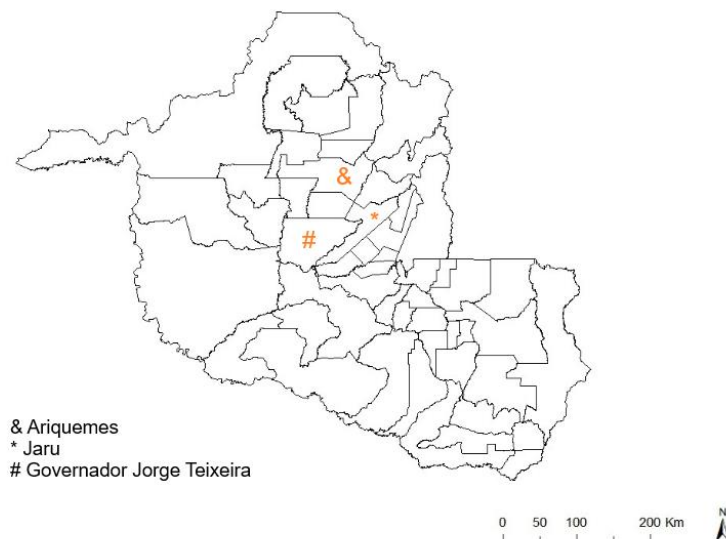 &
*
#
& Ariquemes
* Jaru
# Governador Jorge Teixeira
0 50 100 200 Km
N